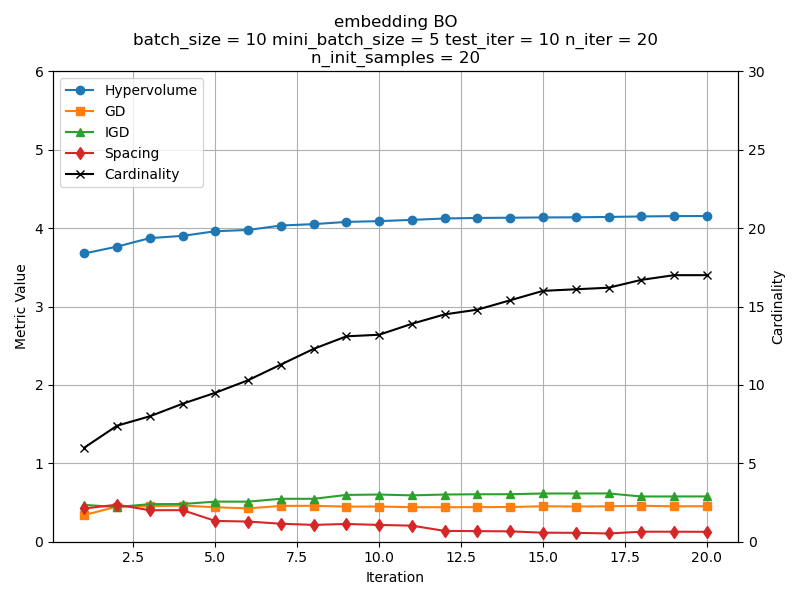 embedding BO
batch_size = 10 mini_batch_size = 5 test_iter = 10 n_iter = 20
n_init_samples = 20
Hypervolume
GD
IGD
Spacing
Cardinality
Metric Value
6
5
4
3
2
1
0
30
25
20
15
10
5
0
Cardinality
2.5 5.0 7.5 10.0 12.5 15.0 17.5 20.0
Iteration